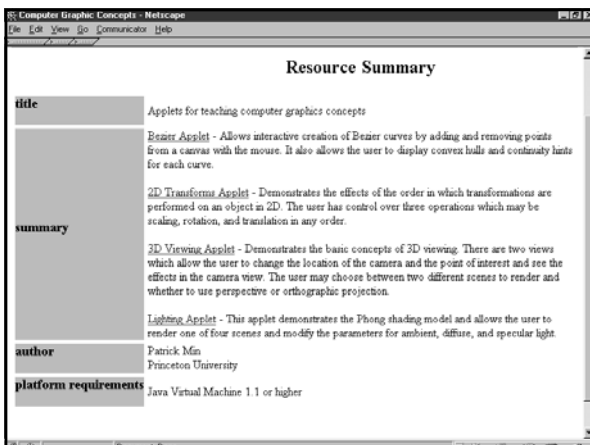 Computer Graphic Concepts - Netscape
File Edit View Go Communicator Help
Resource Summary
title
Applets for teaching computer graphics concepts
summary
Bezier Applet - Allows interactive creation of Bezier curves by adding and removing points
from a canvas with the mouse. It also allows the user to display convex hulls and continuity hints
for each curve.
2D Transforms Applet - Demonstrates the effects of the order in which transformations are
performed on an object in 2D. The user has control over three operations which may be
scaling, rotation, and translation in any order.
3D Viewing Applet - Demonstrates the basic concepts of 3D viewing. There are two views
which allow the user to change the location of the camera and the point of interest and see the
effects in the camera view. The user may choose between two different scenes to render and
whether to use perspective or orthographic projection.
Lighting Applet - This applet demonstrates the Phong shading model and allows the user to
render one of four scenes and modify the parameters for ambient, diffuse, and specular light.
author
Patrick Min
Princeton University
platform requirements
Java Virtual Machine 1.1 or higher